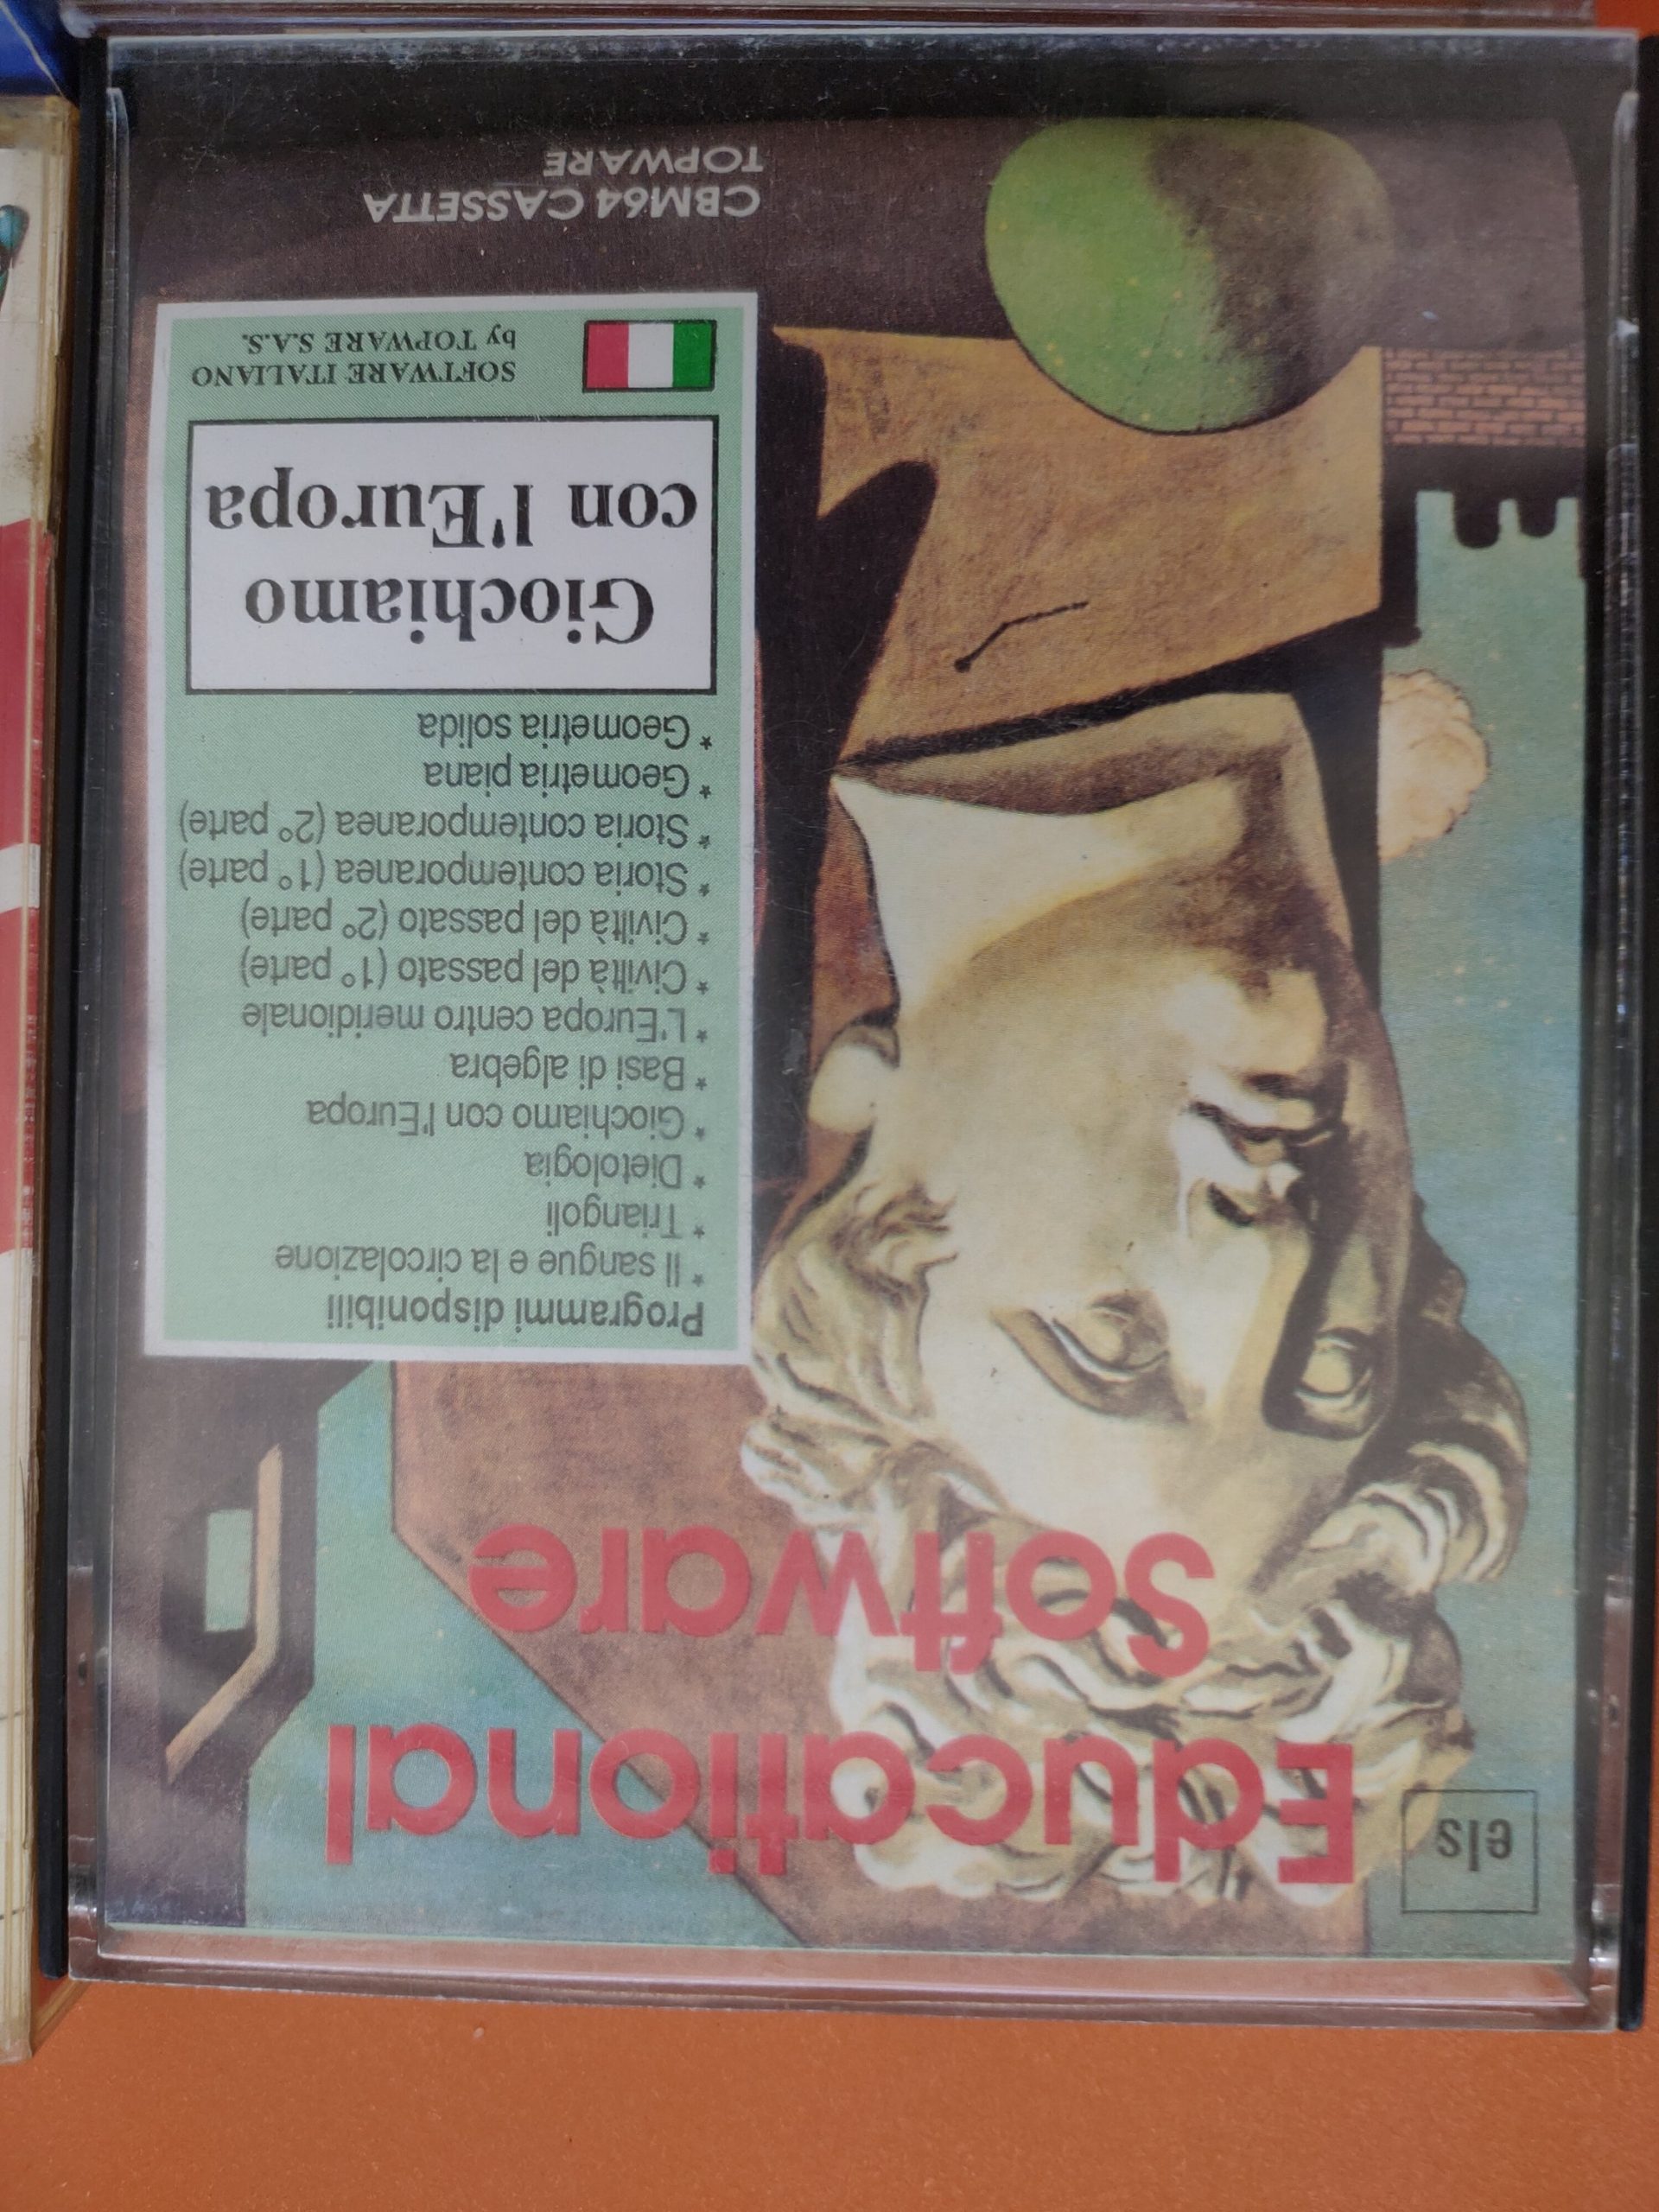 els
Educational
Software
Programmi disponibili
* Il sangue e la circolazione
* Triangoli
* Dietologia
* Giochiamo con l'Europa
* Basi di algebra
* L'Europa centro meridionale
* Civiltà del passato (1° parte)
* Civiltà del passato (2° parte)
* Storia contemporanea (1° parte)
* Storia contemporanea (2° parte)
* Geometria piana
* Geometria solida
Giochiamo
con l'Europa
SOFTWARE ITALIANO
by TOPWARE S.A.S.
CBM64 CASSETTA
TOPWARE